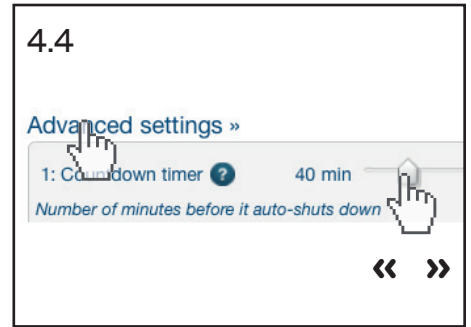 4.4
Advanced settings »
1: Countdown timer ? 40 min
Number of minutes before it auto-shuts down
« »